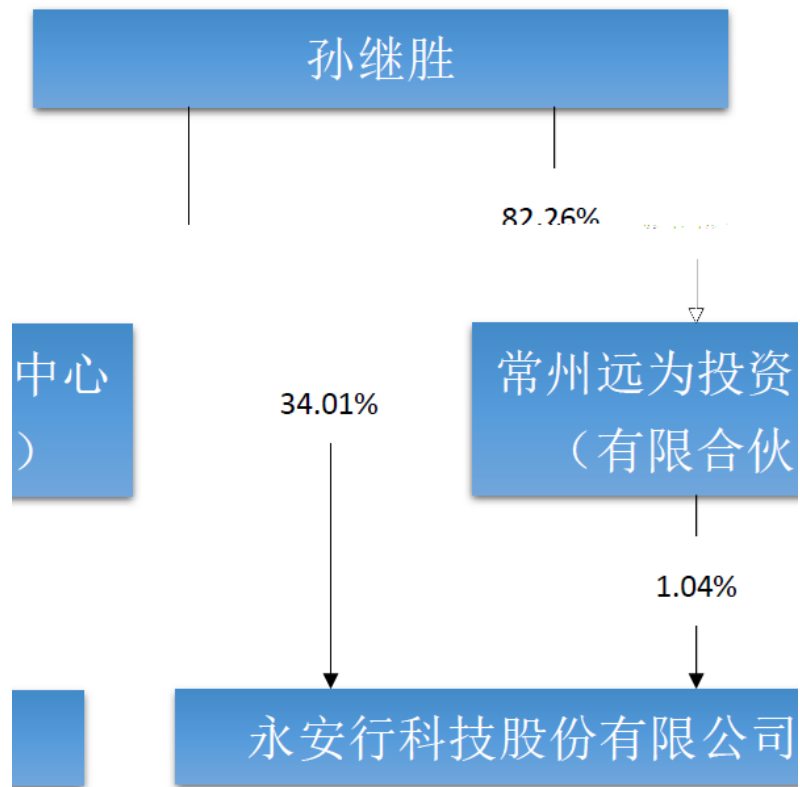 孙继胜
82.26%
中心
）
34.01%
常州远为投资
（有限合伙
1.04%
永安行科技股份有限公司